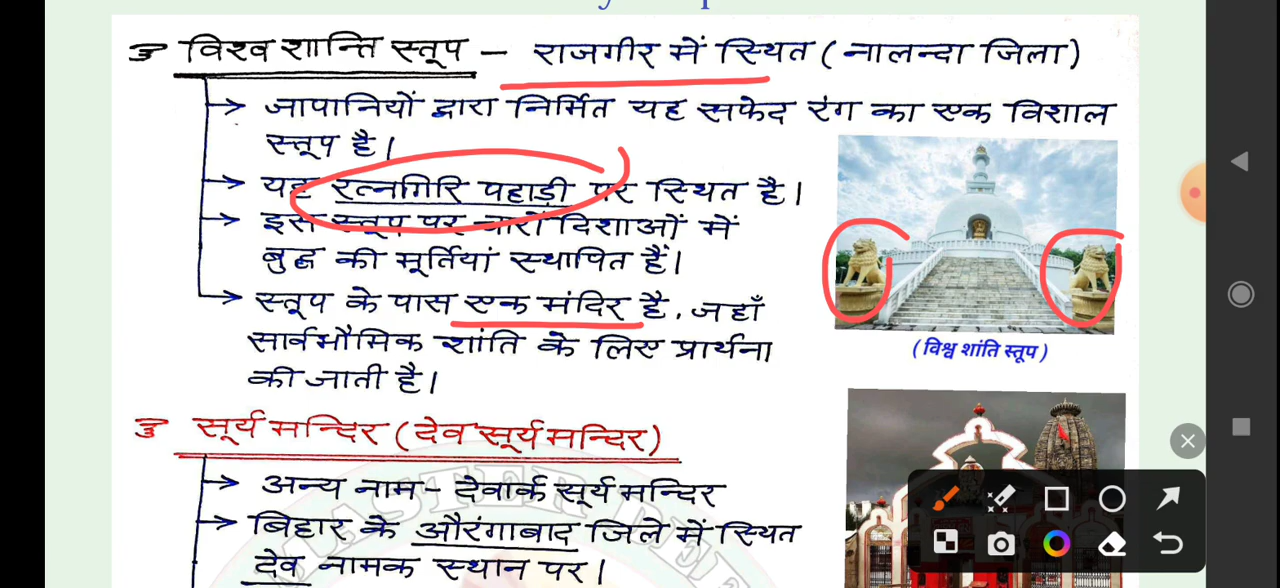 विश्व शान्ति स्तूप – राजगीर में स्थित (नालन्दा जिला)
→ जापानियों द्वारा निर्मित यह सफेद रंग का एक विशाल
स्तूप है।
→ यह रत्नागिरि पहाड़ी पर स्थित है।
→ इस स्तूप पर चारों दिशाओं में
बुद्ध की मूर्तियां स्थापित हैं।
→ स्तूप के पास एक मंदिर है, जहाँ
सार्वभौमिक शांति के लिए प्रार्थना
की जाती है।
(विश्व शांति स्तूप)
सूर्य मन्दिर (देव सूर्य मन्दिर)
→ अन्य नाम - देवार्क सूर्य मन्दिर
→ बिहार के औरंगाबाद जिले में स्थित
देव नामक स्थान पर।